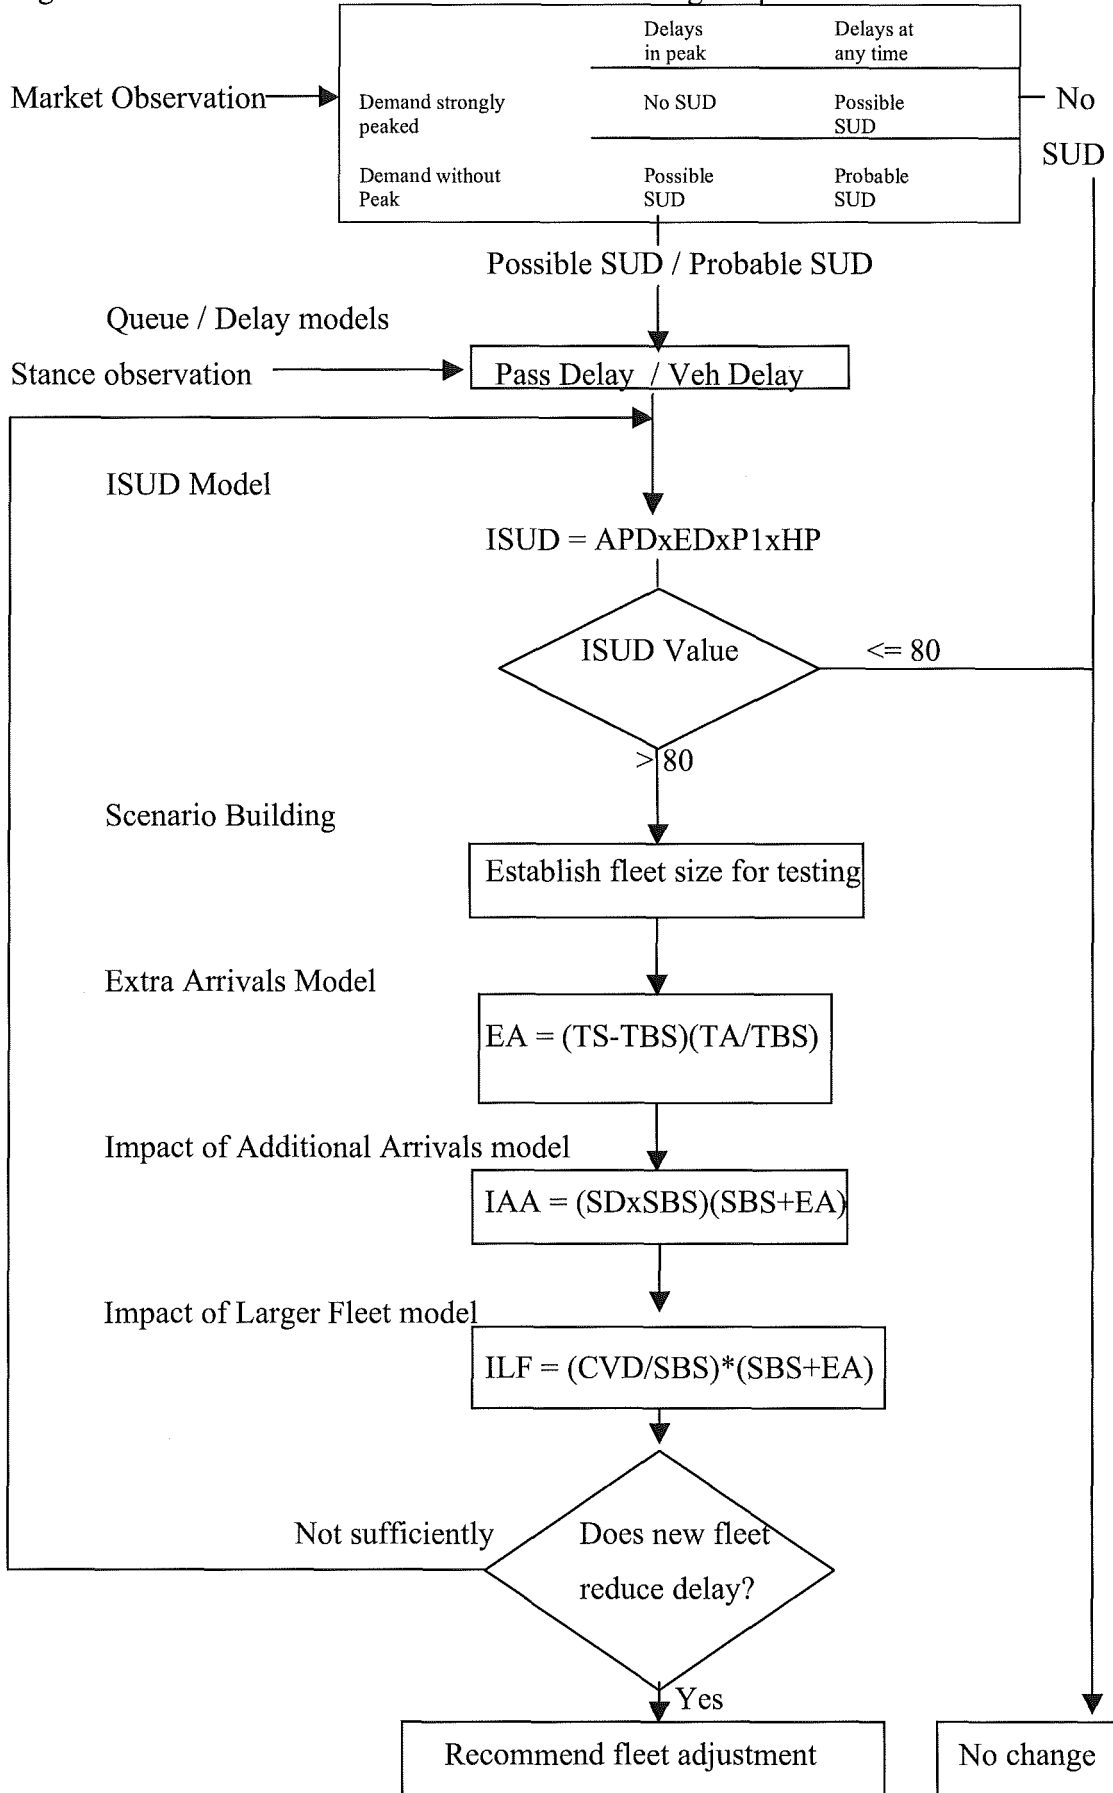 Delays Delays at
in peak any time
Market Observation
Demand strongly No SUD Possible
peaked SUD
No
SUD
Demand without Possible Probable
Peak SUD SUD
Possible SUD / Probable SUD
Queue / Delay models
Stance observation
Pass Delay / Veh Delay
ISUD Model
ISUD = APDxEDxP1xHP
ISUD Value
<= 80
> 80
Scenario Building
Establish fleet size for testing
Extra Arrivals Model
EA = (TS-TBS)(TA/TBS)
Impact of Additional Arrivals model
IAA = (SDxSBS)(SBS+EA)
Impact of Larger Fleet model
ILF = (CVD/SBS)*(SBS+EA)
Not sufficiently
Does new fleet
reduce delay?
Yes
Recommend fleet adjustment
No change